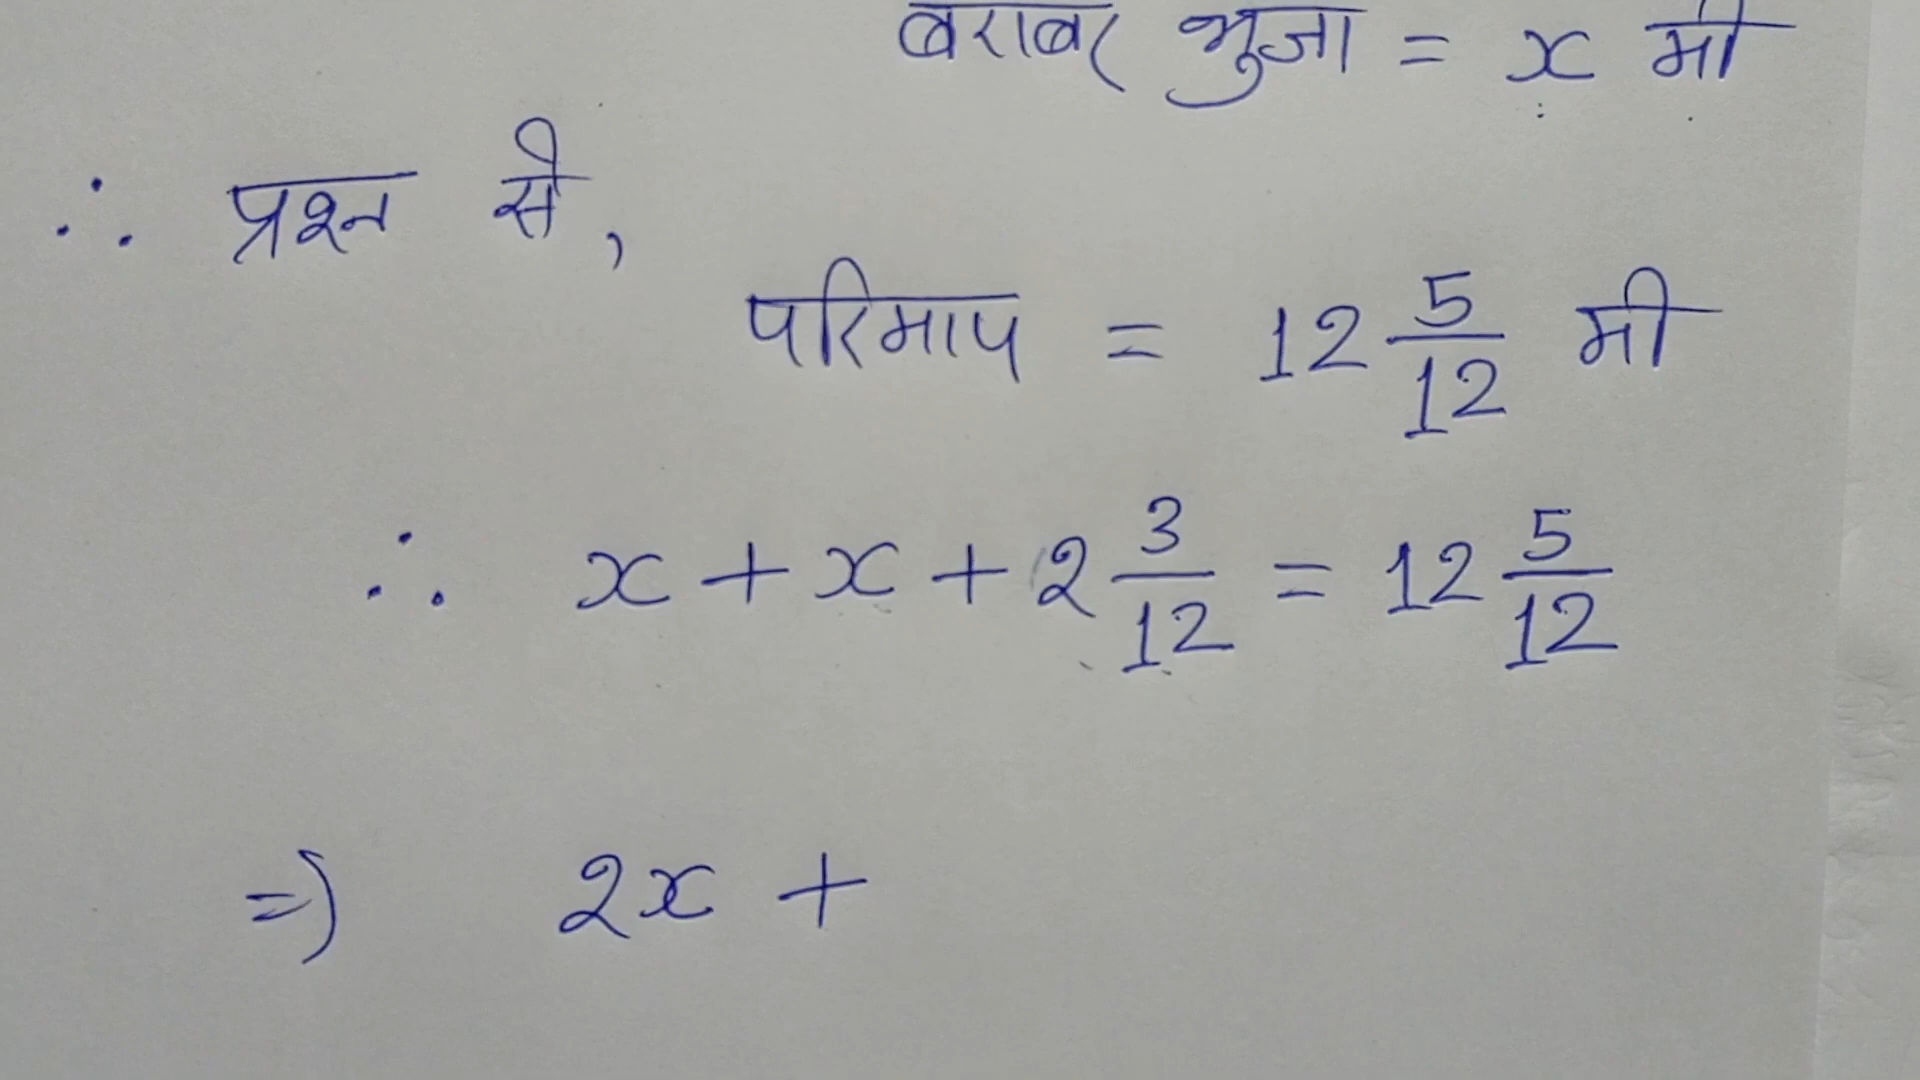 बराबर भुजा = x मी
∴ प्रश्न से,
परिमाप = 12 5/12 मी
∴ x + x + 2 3/12 = 12 5/12
⇒ 2x +